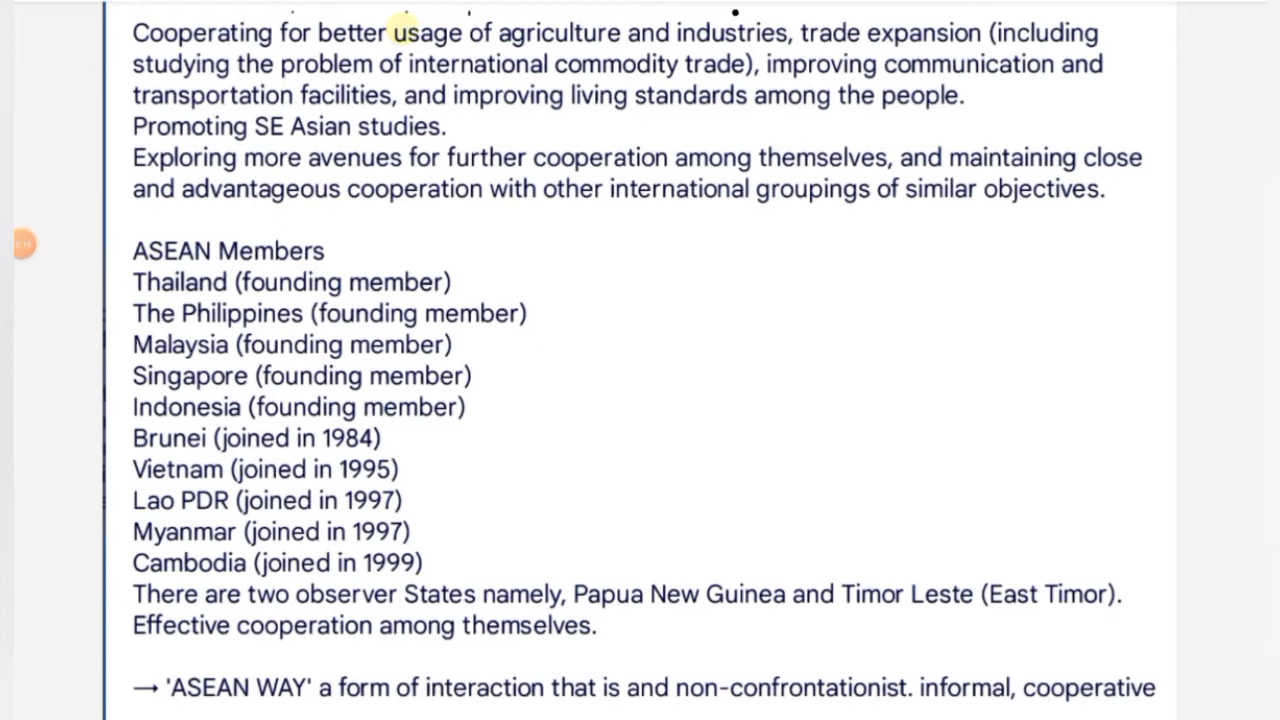 Cooperating for better usage of agriculture and industries, trade expansion (including
studying the problem of international commodity trade), improving communication and
transportation facilities, and improving living standards among the people.
Promoting SE Asian studies.
Exploring more avenues for further cooperation among themselves, and maintaining close
and advantageous cooperation with other international groupings of similar objectives.
ASEAN Members
Thailand (founding member)
The Philippines (founding member)
Malaysia (founding member)
Singapore (founding member)
Indonesia (founding member)
Brunei (joined in 1984)
Vietnam (joined in 1995)
Lao PDR (joined in 1997)
Myanmar (joined in 1997)
Cambodia (joined in 1999)
There are two observer States namely, Papua New Guinea and Timor Leste (East Timor).
Effective cooperation among themselves.
→ 'ASEAN WAY' a form of interaction that is and non-confrontationist. informal, cooperative